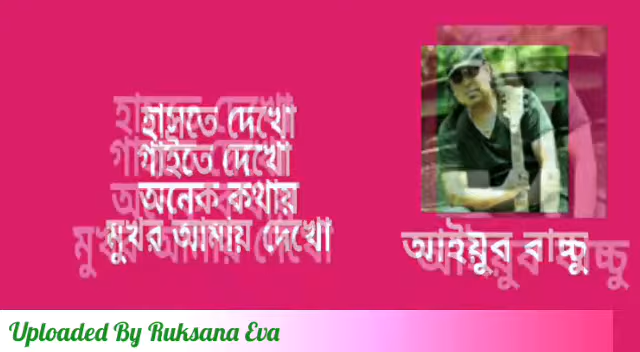 হাসতে দেখো
গাইতে দেখো
অনেক কথায়
মুখর আমায় দেখো
আইয়ুব বাচ্চু
Uploaded By Ruksana Eva